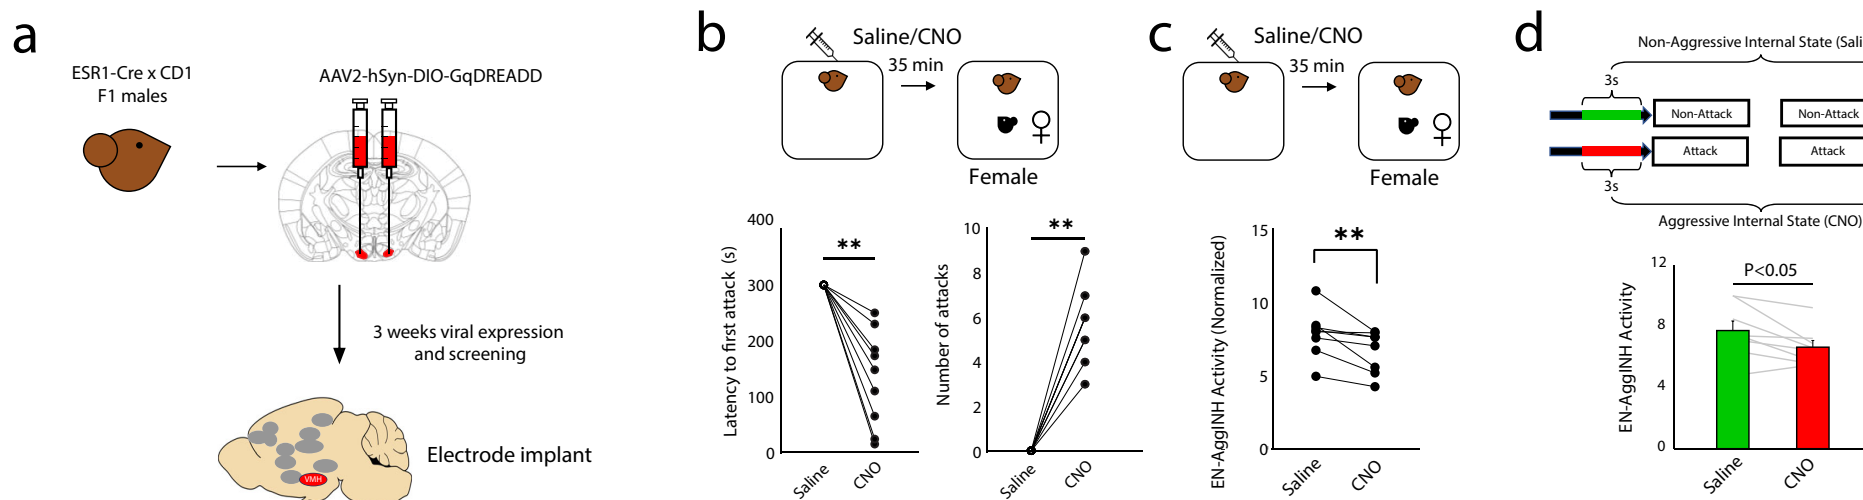 a
ESR1-Cre x CD1
F1 males
AAV2-hSyn-DIO-GqDREADD
3 weeks viral expression
and screening
VMH
Electrode implant
b
Saline/CNO
35 min
Female
400
300
200
100
0
Latency to first attack (s)
**
Saline
CNO
10
8
6
4
2
0
Number of attacks
**
Saline
CNO
c
Saline/CNO
35 min
Female
15
10
5
0
EN-AggINH Activity (Normalized)
**
Saline
CNO
d
Non-Aggressive Internal State (Sali
3s
Non-Attack
Non-Attack
Attack
Attack
3s
Aggressive Internal State (CNO)
12
8
4
0
EN-AggINH Activity
P<0.05
Saline
CNO